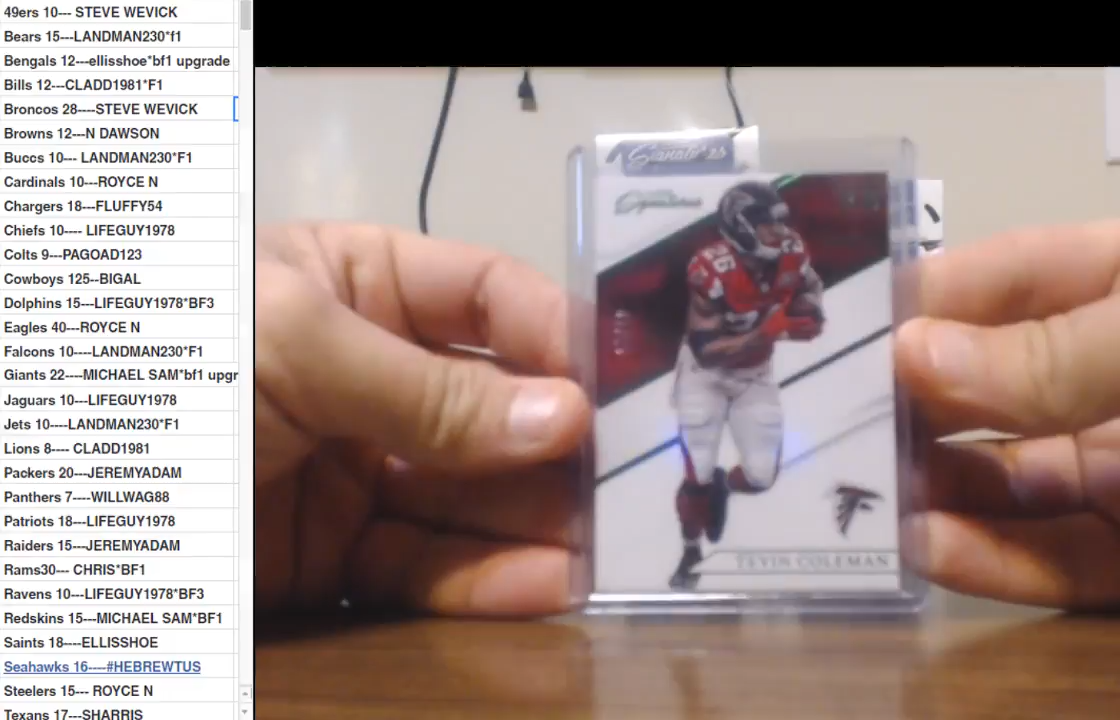 49ers 10--- STEVE WEVICK
Bears 15---LANDMAN230*f1
Bengals 12---ellisshoe*bf1 upgrade
Bills 12---CLADD1981*F1
Broncos 28----STEVE WEVICK
Browns 12---N DAWSON
Buccs 10--- LANDMAN230*F1
Cardinals 10---ROYCE N
Chargers 18---FLUFFY54
Chiefs 10---- LIFEGUY1978
Colts 9---PAGOAD123
Cowboys 125--BIGAL
Dolphins 15---LIFEGUY1978*BF3
Eagles 40---ROYCE N
Falcons 10----LANDMAN230*F1
Giants 22----MICHAEL SAM*bf1 upgr
Jaguars 10---LIFEGUY1978
Jets 10----LANDMAN230*F1
Lions 8---- CLADD1981
Packers 20---JEREMYADAM
Panthers 7----WILLWAG88
Patriots 18----LIFEGUY1978
Raiders 15---JEREMYADAM
Rams30--- CHRIS*BF1
Ravens 10---LIFEGUY1978*BF3
Redskins 15---MICHAEL SAM*BF1
Saints 18----ELLISSHOE
Seahawks 16----#HEBREWTUS
Steelers 15--- ROYCE N
Texans 17---SHARRIS
Signatures
Signatures
26
TEVIN COLEMAN